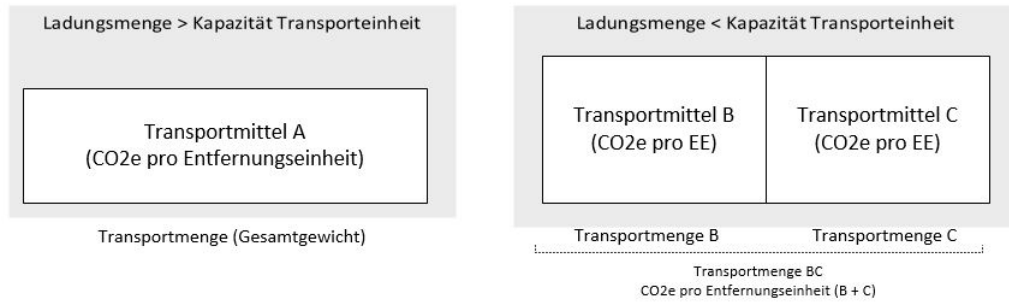 Ladungsmenge > Kapazität Transporteinheit
Transportmittel A
(CO2e pro Entfernungseinheit)
Transportmenge (Gesamtgewicht)
Ladungsmenge < Kapazität Transporteinheit
Transportmittel B
(CO2e pro EE)
Transportmittel C
(CO2e pro EE)
Transportmenge B
Transportmenge C
Transportmenge BC
CO2e pro Entfernungseinheit (B + C)